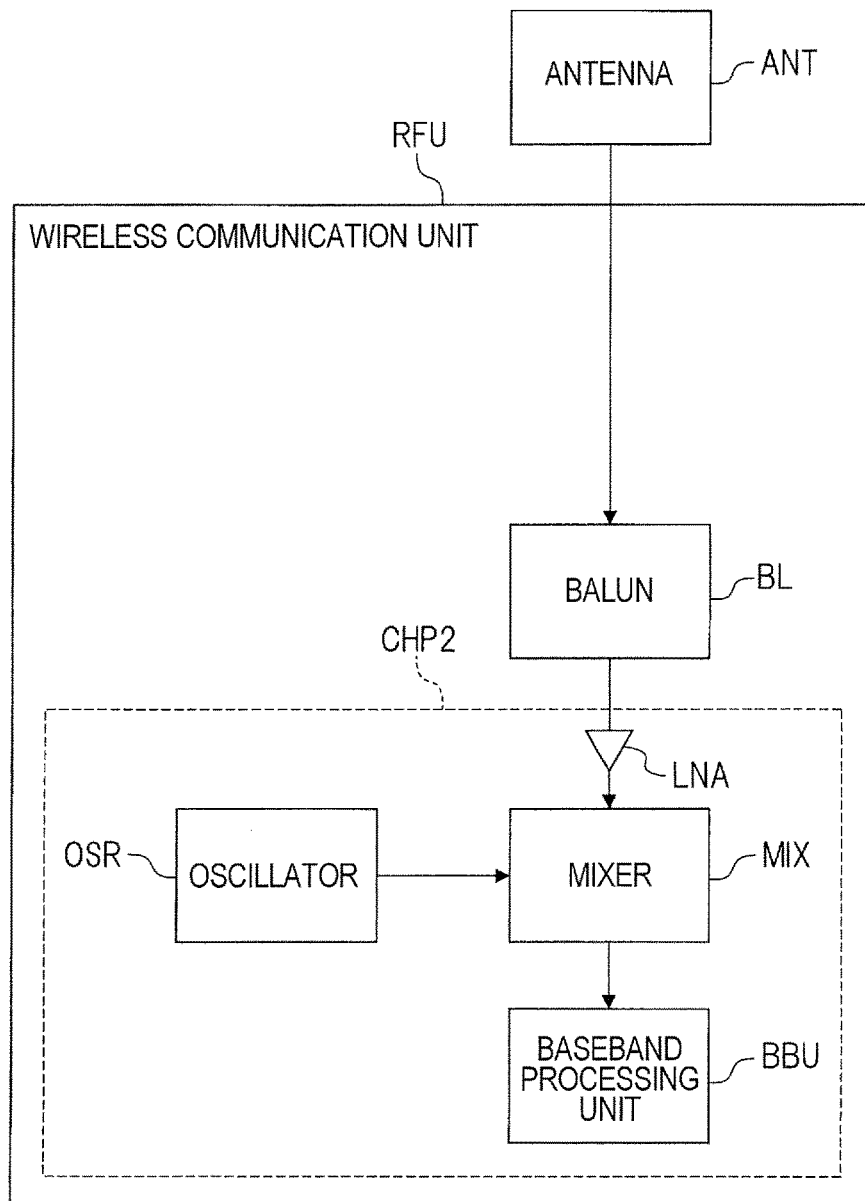 ANTENNA
ANT
RFU
WIRELESS COMMUNICATION UNIT
BALUN
BL
CHP2
LNA
OSR
OSCILLATOR
MIXER
MIX
BASEBAND
PROCESSING
UNIT
BBU